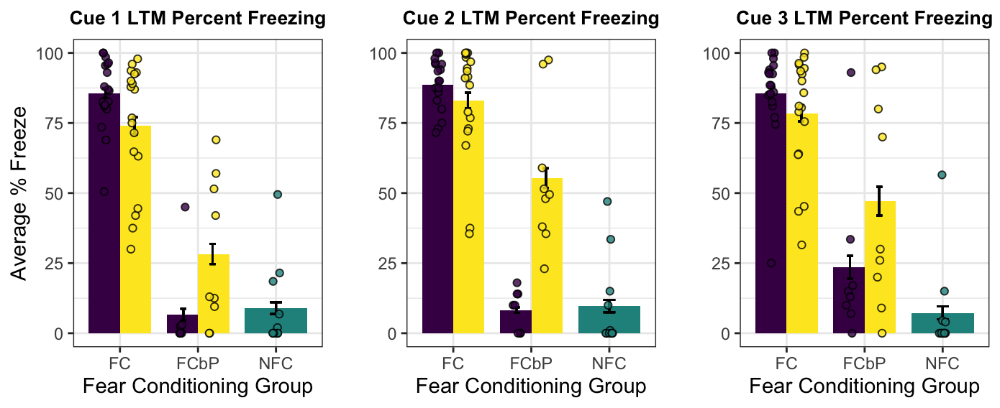 Cue 1 LTM Percent Freezing
Cue 2 LTM Percent Freezing
Cue 3 LTM Percent Freezing
Average % Freeze
100
75
50
25
0
FC FCbP NFC
Fear Conditioning Group
100
75
50
25
0
FC FCbP NFC
Fear Conditioning Group
100
75
50
25
0
FC FCbP NFC
Fear Conditioning Group